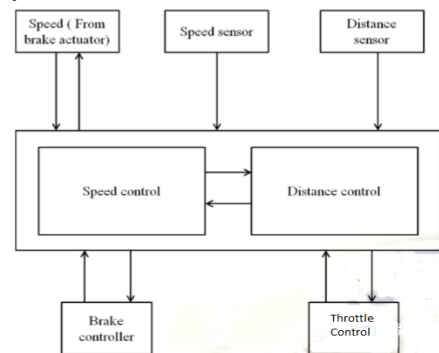 Speed ( From
brake actuator)
Speed sensor
Distance
sensor
Speed control
Distance control
Brake
controller
Throttle
Control